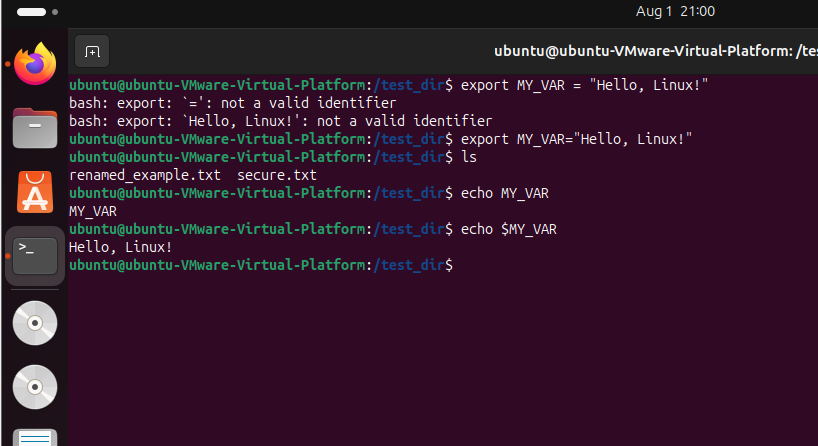 Aug 1 21:00
ubuntu@ubuntu-VMware-Virtual-Platform: /tes
ubuntu@ubuntu-VMware-Virtual-Platform:/test_dir$ export MY_VAR = "Hello, Linux!"
bash: export: `=': not a valid identifier
bash: export: `Hello, Linux!': not a valid identifier
ubuntu@ubuntu-VMware-Virtual-Platform:/test_dir$ export MY_VAR="Hello, Linux!"
ubuntu@ubuntu-VMware-Virtual-Platform:/test_dir$ ls
renamed_example.txt  secure.txt
ubuntu@ubuntu-VMware-Virtual-Platform:/test_dir$ echo MY_VAR
MY_VAR
ubuntu@ubuntu-VMware-Virtual-Platform:/test_dir$ echo $MY_VAR
Hello, Linux!
ubuntu@ubuntu-VMware-Virtual-Platform:/test_dir$